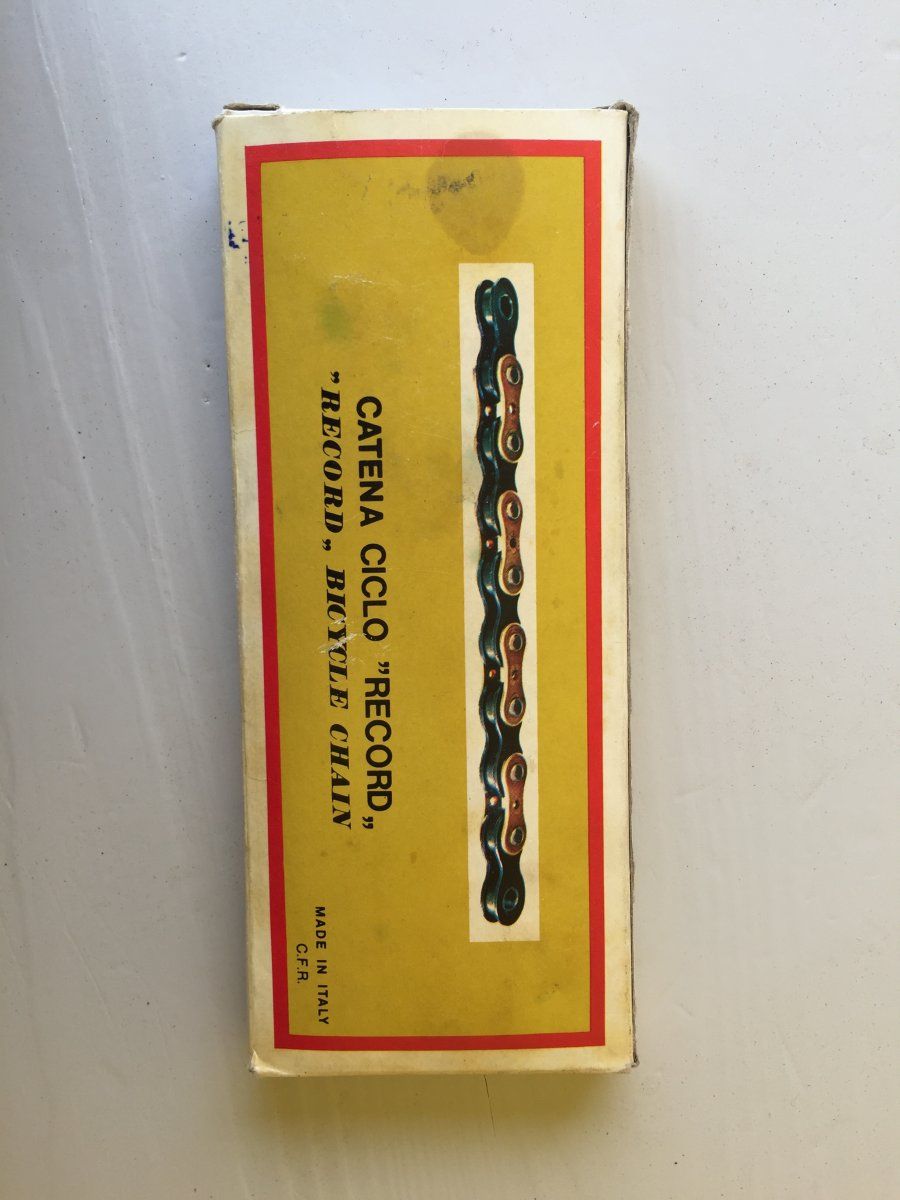 CATENA CICLO ”RECORD„
”RECORD„ BICYCLE CHAIN
MADE IN ITALY
C.F.R.